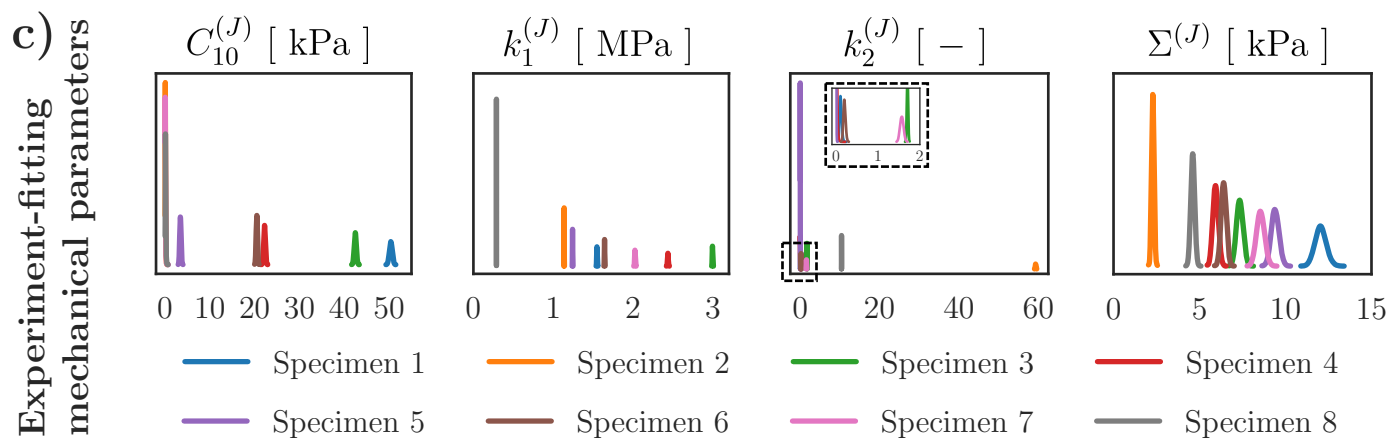 c)
Experiment-fitting
mechanical parameters
C₁₀⁽ᴶ⁾ [ kPa ]
k₁⁽ᴶ⁾ [ MPa ]
k₂⁽ᴶ⁾ [ − ]
Σ⁽ᴶ⁾ [ kPa ]
0 1 2
0 10 20 30 40 50
0 1 2 3
0 20 40 60
0 5 10 15
Specimen 1 Specimen 2 Specimen 3 Specimen 4
Specimen 5 Specimen 6 Specimen 7 Specimen 8